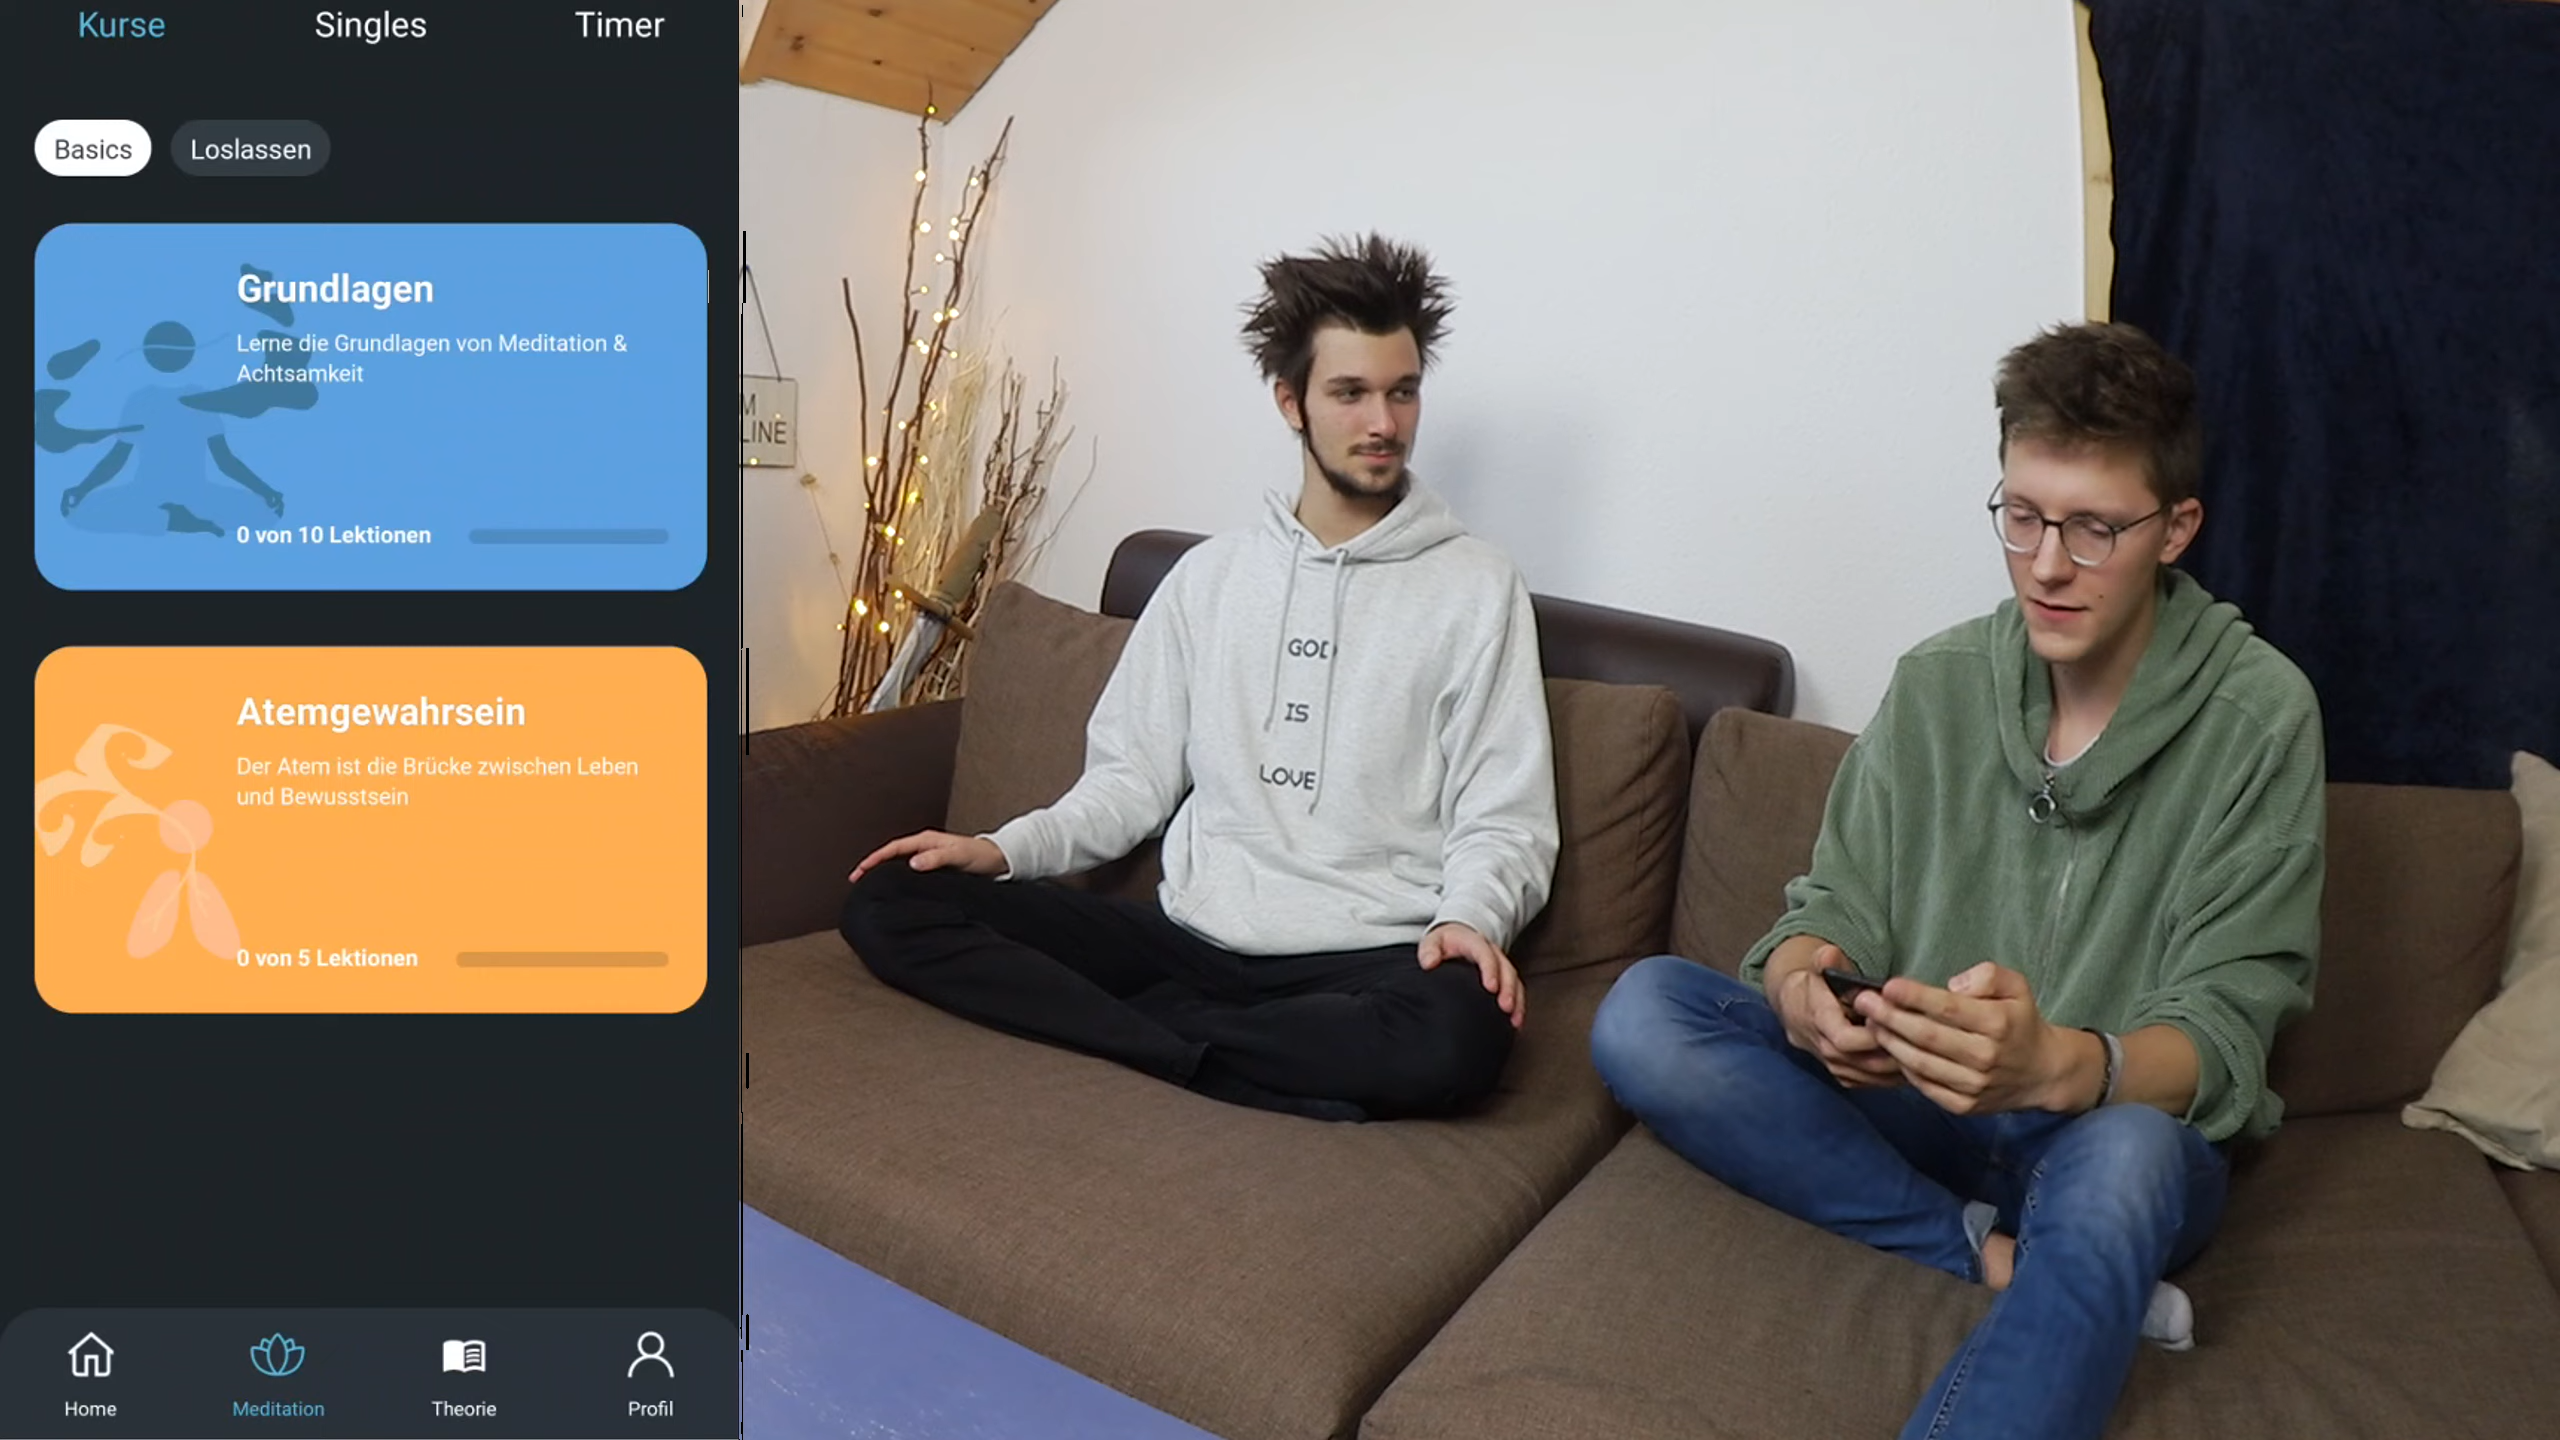 Kurse
Singles
Timer
Basics
Loslassen
Grundlagen
Lerne die Grundlagen von Meditation &
Achtsamkeit
0 von 10 Lektionen
Atemgewahrsein
Der Atem ist die Brücke zwischen Leben
und Bewusstsein
0 von 5 Lektionen
Home
Meditation
Theorie
Profil
M
LINE
GOD
IS
LOVE